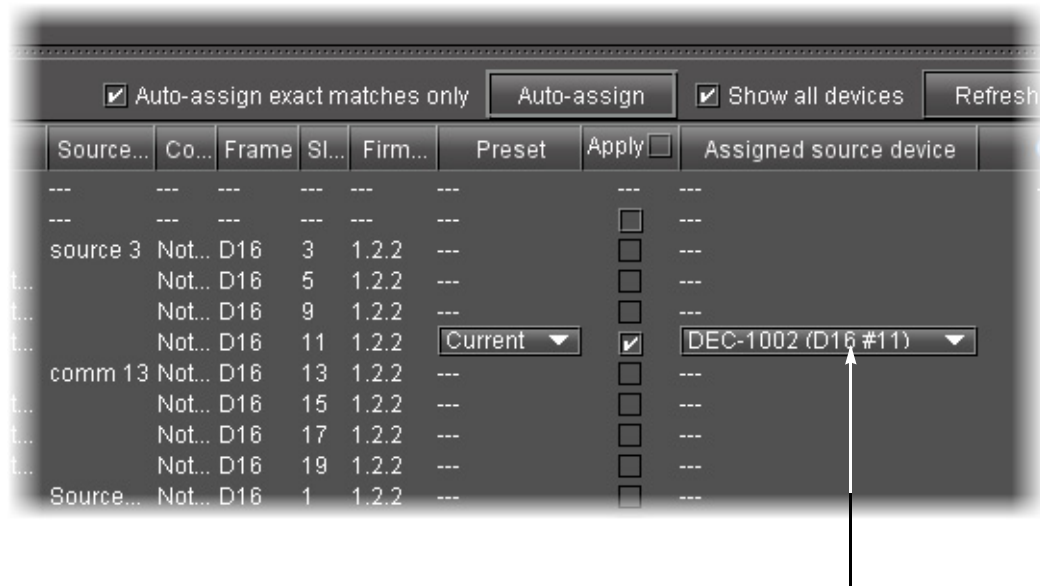 Auto-assign exact matches only Auto-assign Show all devices Refresh
Source... Co... Frame Sl... Firm... Preset Apply Assigned source device
--- --- --- --- --- --- --- ---
--- --- --- --- --- --- ---
source 3 Not... D16 3 1.2.2 --- ---
t... Not... D16 5 1.2.2 --- ---
t... Not... D16 9 1.2.2 --- ---
t... Not... D16 11 1.2.2 Current DEC-1002 (D16 #11)
comm 13 Not... D16 13 1.2.2 --- ---
t... Not... D16 15 1.2.2 --- ---
t... Not... D16 17 1.2.2 --- ---
t... Not... D16 19 1.2.2 --- ---
Source... Not... D16 1 1.2.2 --- ---